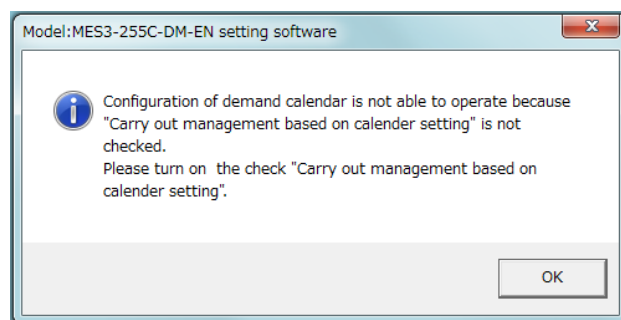 Model:MES3-255C-DM-EN setting software
Configuration of demand calendar is not able to operate because
"Carry out management based on calender setting" is not
checked.
Please turn on  the check "Carry out management based on
calender setting".
OK